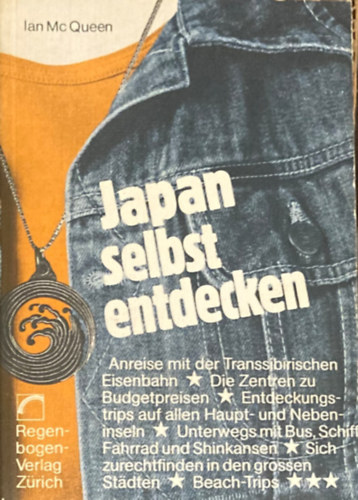 Ian Mc Queen
Japan
selbst
entdecken
Anreise mit der Transsibirischen
Eisenbahn ★ Die Zentren zu
Budgetpreisen ★ Entdeckungs-
trips auf allen Haupt- und Neben-
inseln ★ Unterwegs mit Bus, Schiff
Fahrrad und Shinkansen ★ Sich
zurechtfinden in den grossen
Städten ★ Beach-Trips ★★★
Regen-
bogen-
Verlag
Zürich